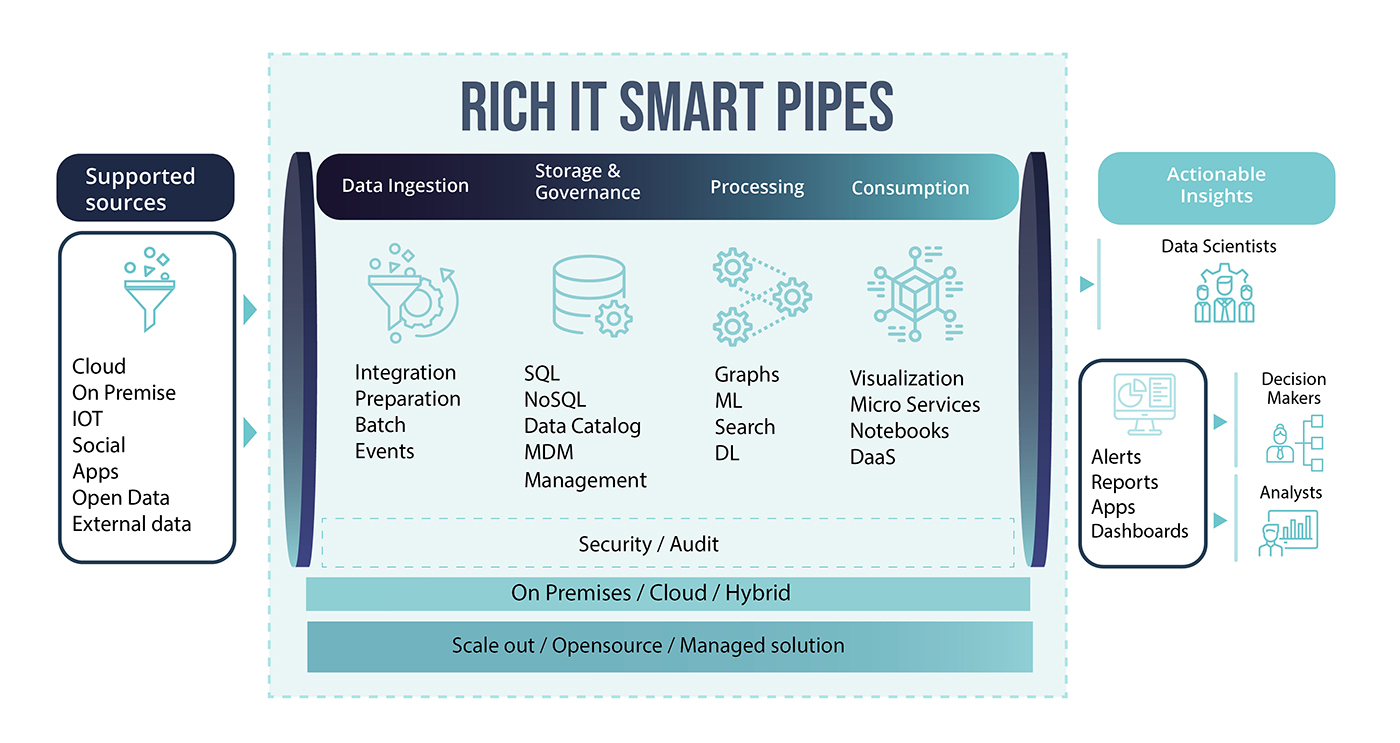 RICH IT SMART PIPES
Supported
sources
Cloud
On Premise
IOT
Social
Apps
Open Data
External data
Data Ingestion
Integration
Preparation
Batch
Events
Storage &
Governance
SQL
NoSQL
Data Catalog
MDM
Management
Processing
Graphs
ML
Search
DL
Consumption
Visualization
Micro Services
Notebooks
DaaS
Security / Audit
On Premises / Cloud / Hybrid
Scale out / Opensource / Managed solution
Actionable
Insights
Data Scientists
Alerts
Reports
Apps
Dashboards
Decision
Makers
Analysts